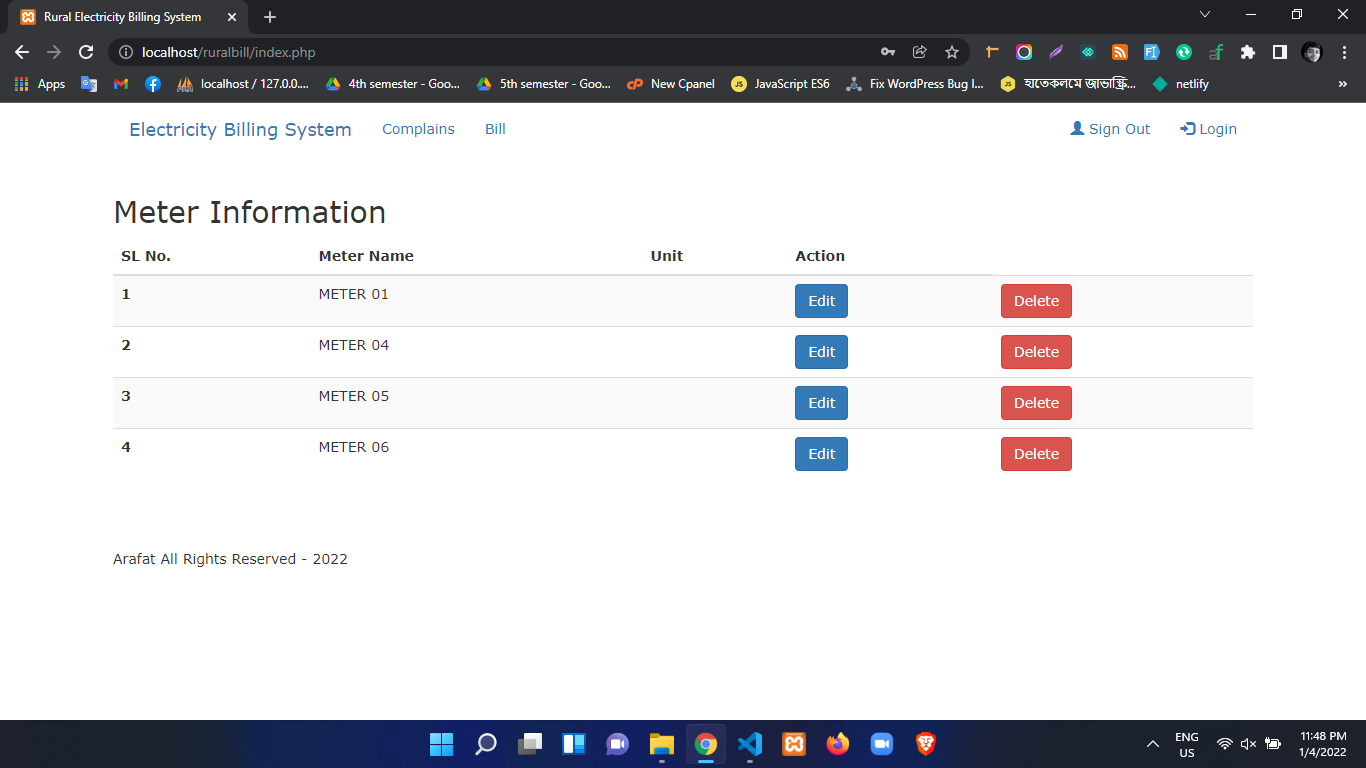 Rural Electricity Billing System
localhost/ruralbill/index.php
Apps
localhost / 127.0.0....
4th semester - Goo...
5th semester - Goo...
New Cpanel
JavaScript ES6
Fix WordPress Bug I...
হাতেকলমে জাভাস্ক্রি...
netlify
Electricity Billing System Complains Bill Sign Out Login
Meter Information
SL No. Meter Name Unit Action
1 METER 01 Edit Delete
2 METER 04 Edit Delete
3 METER 05 Edit Delete
4 METER 06 Edit Delete
Arafat All Rights Reserved - 2022
ENG
US
11:48 PM
1/4/2022